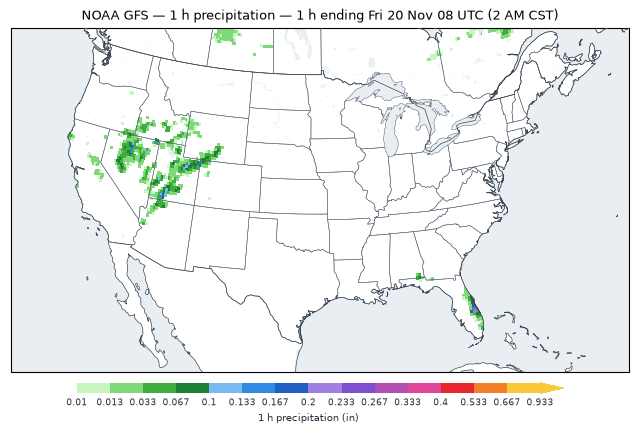 NOAA GFS — 1 h precipitation — 1 h ending Fri 20 Nov 08 UTC (2 AM CST)
0.01 0.013 0.033 0.067 0.1 0.133 0.167 0.2 0.233 0.267 0.333 0.4 0.533 0.667 0.933
1 h precipitation (in)